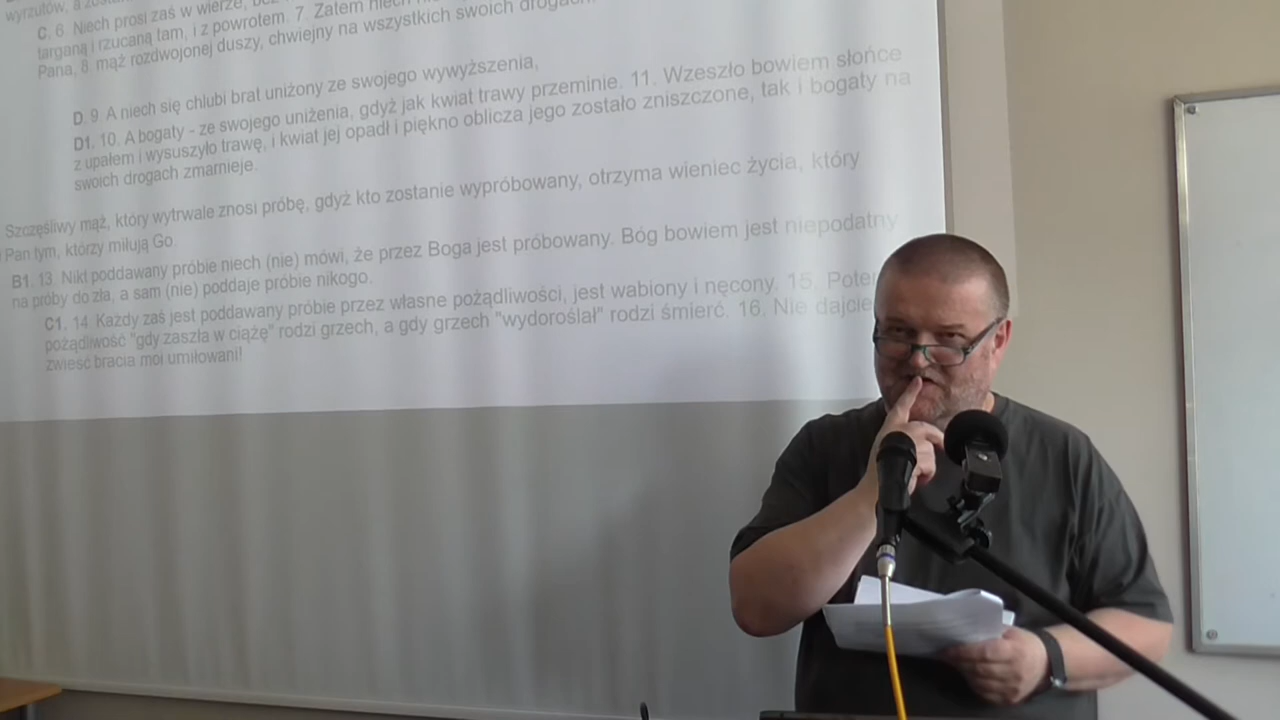 wyrzutów, a
C. 6. Niech prosi zaś w wierze, bez
targaną i rzucaną tam, i z powrotem. 7. Zatem niech
Pana, 8. mąż rozdwojonej duszy, chwiejny na wszystkich swoich drogach.
D. 9. A niech się chlubi brat uniżony ze swojego wywyższenia,
D1. 10. A bogaty - ze swojego uniżenia, gdyż jak kwiat trawy przeminie. 11. Wzeszło bowiem słońce
z upałem i wysuszyło trawę, i kwiat jej opadł i piękno oblicza jego zostało zniszczone, tak i bogaty na
swoich drogach zmarnieje.
Szczęśliwy mąż, który wytrwale znosi próbę, gdyż kto zostanie wypróbowany, otrzyma wieniec życia, który
Pan tym, którzy miłują Go.
B1. 13. Nikt poddawany próbie niech (nie) mówi, że przez Boga jest próbowany. Bóg bowiem jest niepodatny
na próby do zła, a sam (nie) poddaje próbie nikogo.
C1. 14. Każdy zaś jest poddawany próbie przez własne pożądliwości, jest wabiony i nęcony. 15. Potem
pożądliwość "gdy zaszła w ciążę" rodzi grzech, a gdy grzech "wydoroślał" rodzi śmierć. 16. Nie dajcie
zwieść bracia moi umiłowani!